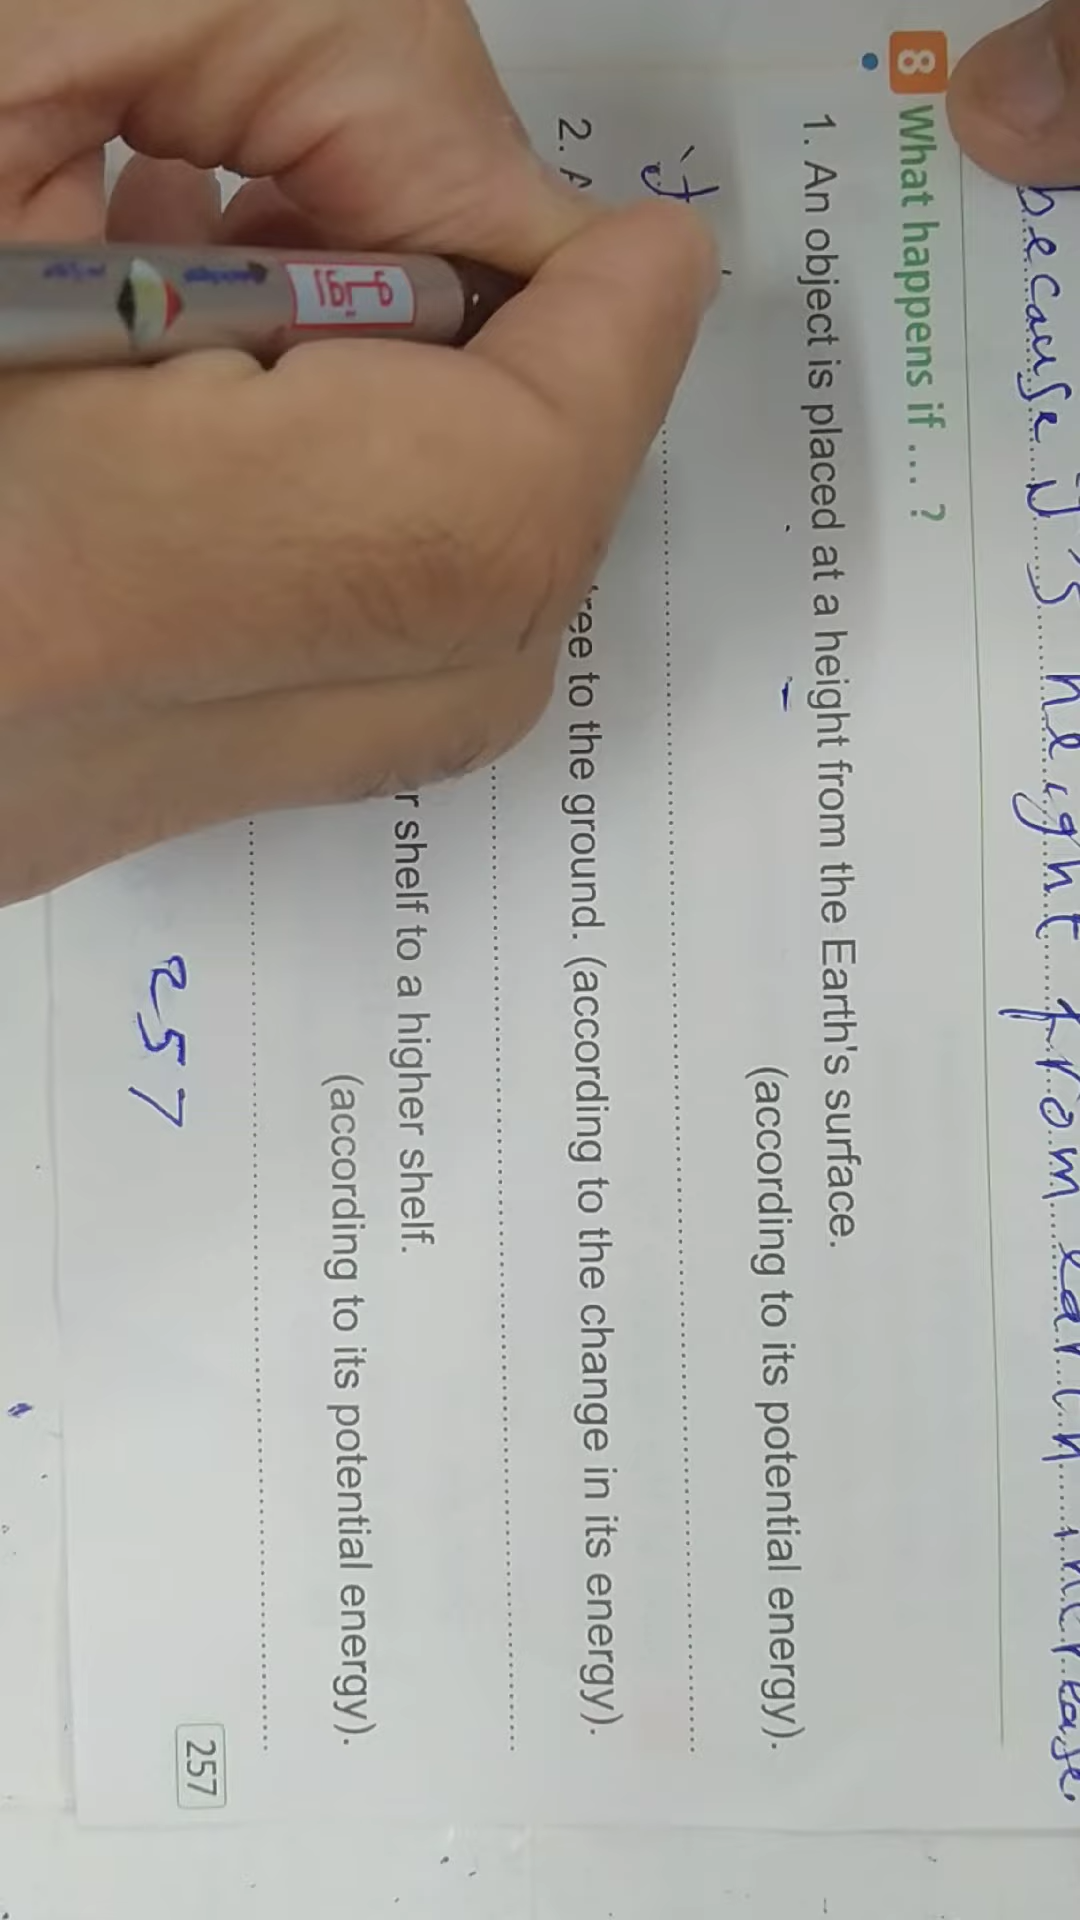 because its height from earth increase.
8 What happens if ... ?
1. An object is placed at a height from the Earth's surface.
(according to its potential energy).
it
2. to the ground. (according to the change in its energy).
shelf to a higher shelf.
(according to its potential energy).
257
257